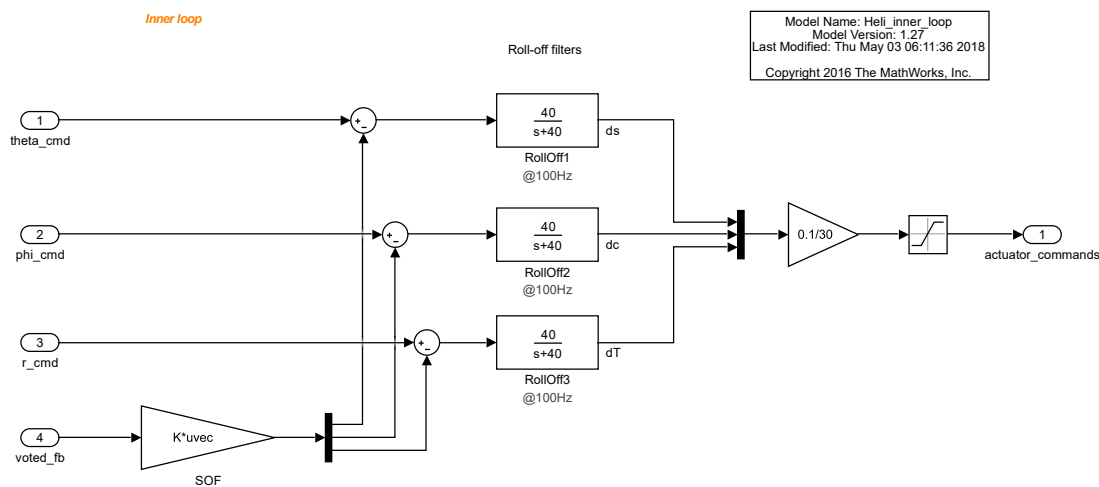 Inner loop
Model Name: Heli_inner_loop
Model Version: 1.27
Last Modified: Thu May 03 06:11:36 2018
Copyright 2016 The MathWorks, Inc.
Roll-off filters
1
theta_cmd
+
−
40
s+40
ds
RollOff1
@100Hz
2
phi_cmd
+
−
40
s+40
dc
RollOff2
@100Hz
0.1/30
1
actuator_commands
3
r_cmd
+
−
40
s+40
dT
RollOff3
@100Hz
4
voted_fb
K*uvec
SOF